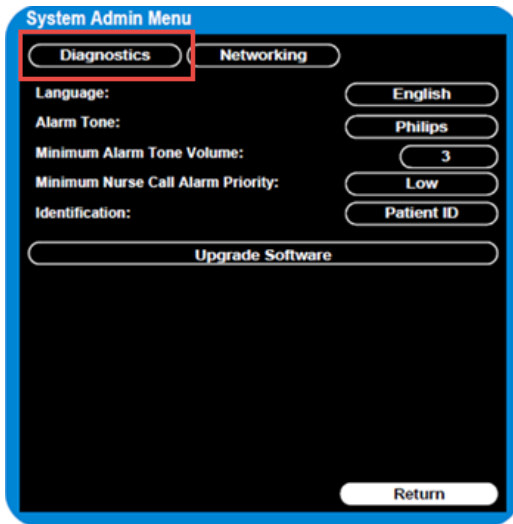 System Admin Menu
Diagnostics Networking
Language: English
Alarm Tone: Philips
Minimum Alarm Tone Volume: 3
Minimum Nurse Call Alarm Priority: Low
Identification: Patient ID
Upgrade Software
Return